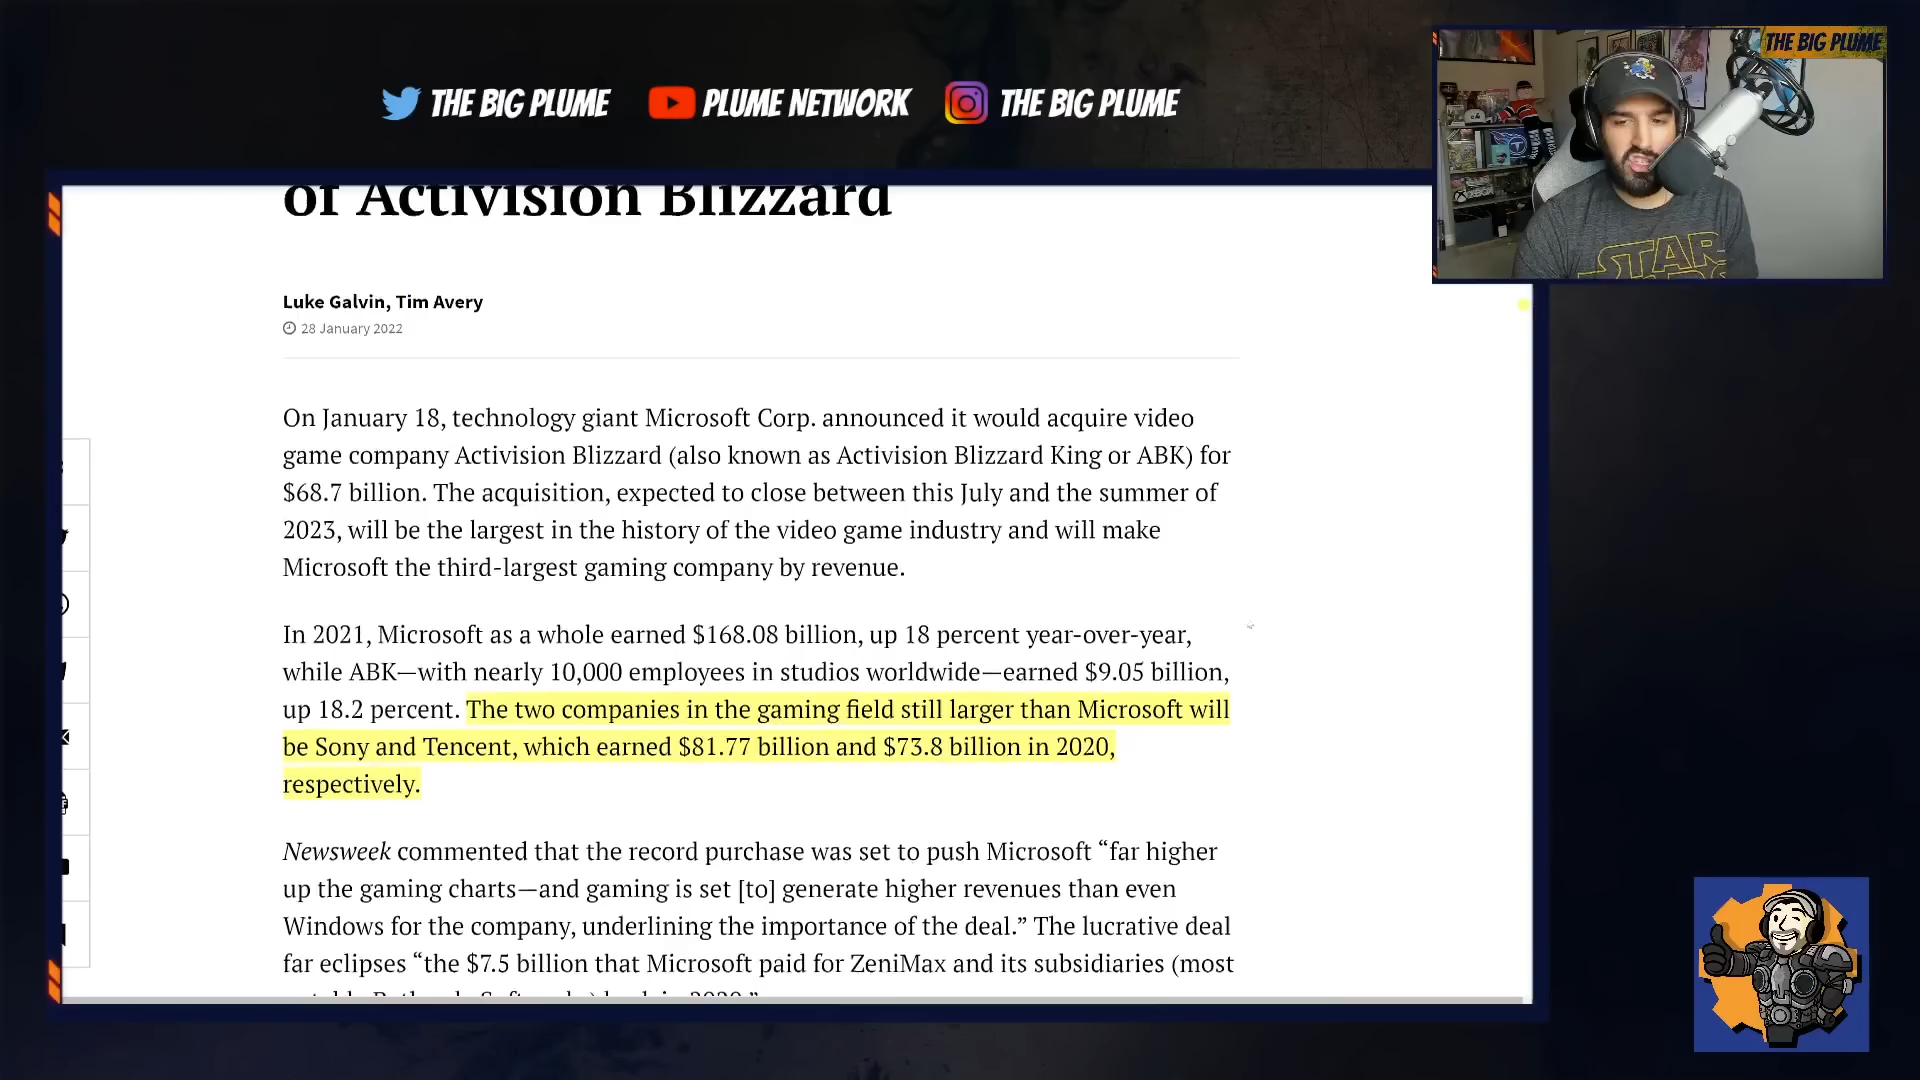 THE BIG PLUME
PLUME NETWORK
THE BIG PLUME
THE BIG PLUME
STAR
of Activision Blizzard
Luke Galvin, Tim Avery
28 January 2022
On January 18, technology giant Microsoft Corp. announced it would acquire video
game company Activision Blizzard (also known as Activision Blizzard King or ABK) for
$68.7 billion. The acquisition, expected to close between this July and the summer of
2023, will be the largest in the history of the video game industry and will make
Microsoft the third-largest gaming company by revenue.
In 2021, Microsoft as a whole earned $168.08 billion, up 18 percent year-over-year,
while ABK—with nearly 10,000 employees in studios worldwide—earned $9.05 billion,
up 18.2 percent. The two companies in the gaming field still larger than Microsoft will
be Sony and Tencent, which earned $81.77 billion and $73.8 billion in 2020,
respectively.
Newsweek commented that the record purchase was set to push Microsoft “far higher
up the gaming charts—and gaming is set [to] generate higher revenues than even
Windows for the company, underlining the importance of the deal.” The lucrative deal
far eclipses “the $7.5 billion that Microsoft paid for ZeniMax and its subsidiaries (most